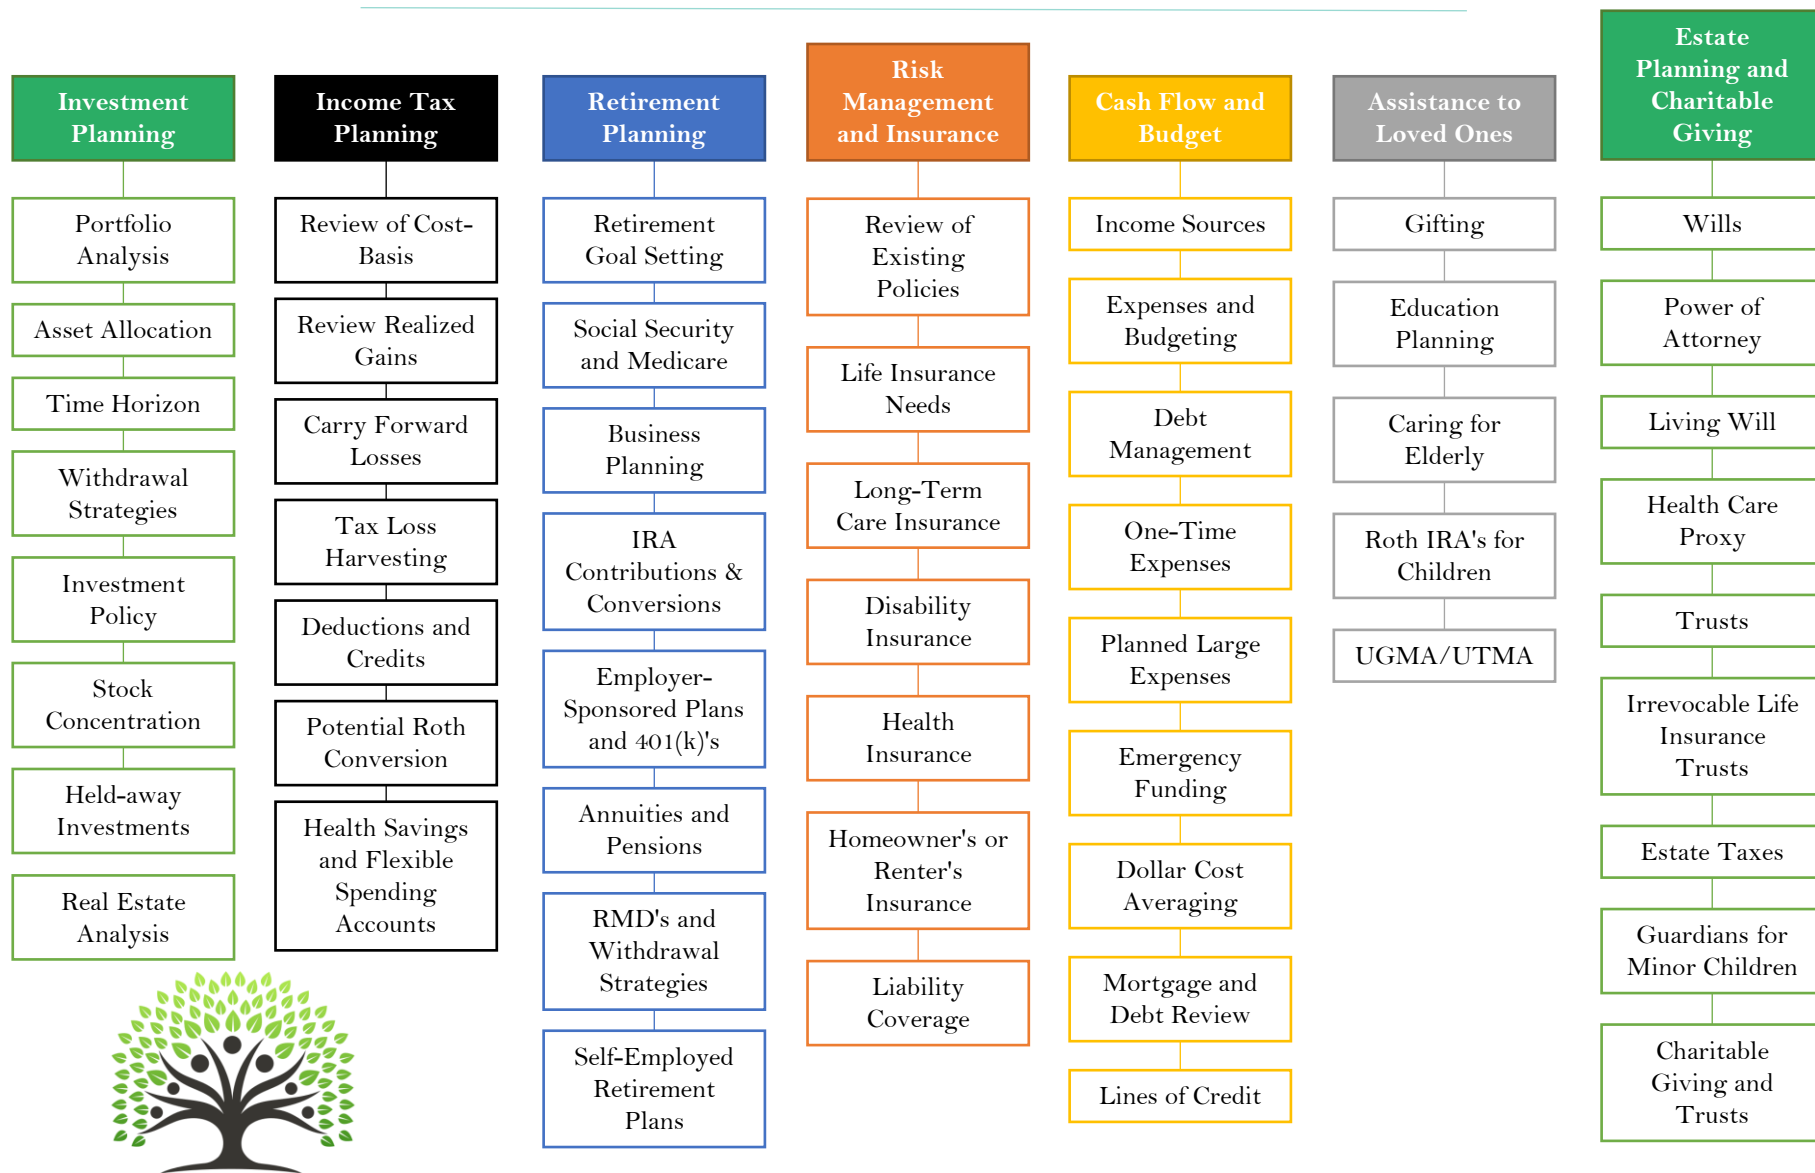 Investment
Planning
Portfolio
Analysis
Asset Allocation
Time Horizon
Withdrawal
Strategies
Investment
Policy
Stock
Concentration
Held-away
Investments
Real Estate
Analysis
Income Tax
Planning
Review of Cost-
Basis
Review Realized
Gains
Carry Forward
Losses
Tax Loss
Harvesting
Deductions and
Credits
Potential Roth
Conversion
Health Savings
and Flexible
Spending
Accounts
Retirement
Planning
Retirement
Goal Setting
Social Security
and Medicare
Business
Planning
IRA
Contributions &
Conversions
Employer-
Sponsored Plans
and 401(k)'s
Annuities and
Pensions
RMD's and
Withdrawal
Strategies
Self-Employed
Retirement
Plans
Risk
Management
and Insurance
Review of
Existing
Policies
Life Insurance
Needs
Long-Term
Care Insurance
Disability
Insurance
Health
Insurance
Homeowner's or
Renter's
Insurance
Liability
Coverage
Cash Flow and
Budget
Income Sources
Expenses and
Budgeting
Debt
Management
One-Time
Expenses
Planned Large
Expenses
Emergency
Funding
Dollar Cost
Averaging
Mortgage and
Debt Review
Lines of Credit
Assistance to
Loved Ones
Gifting
Education
Planning
Caring for
Elderly
Roth IRA's for
Children
UGMA/UTMA
Estate
Planning and
Charitable
Giving
Wills
Power of
Attorney
Living Will
Health Care
Proxy
Trusts
Irrevocable Life
Insurance
Trusts
Estate Taxes
Guardians for
Minor Children
Charitable
Giving and
Trusts